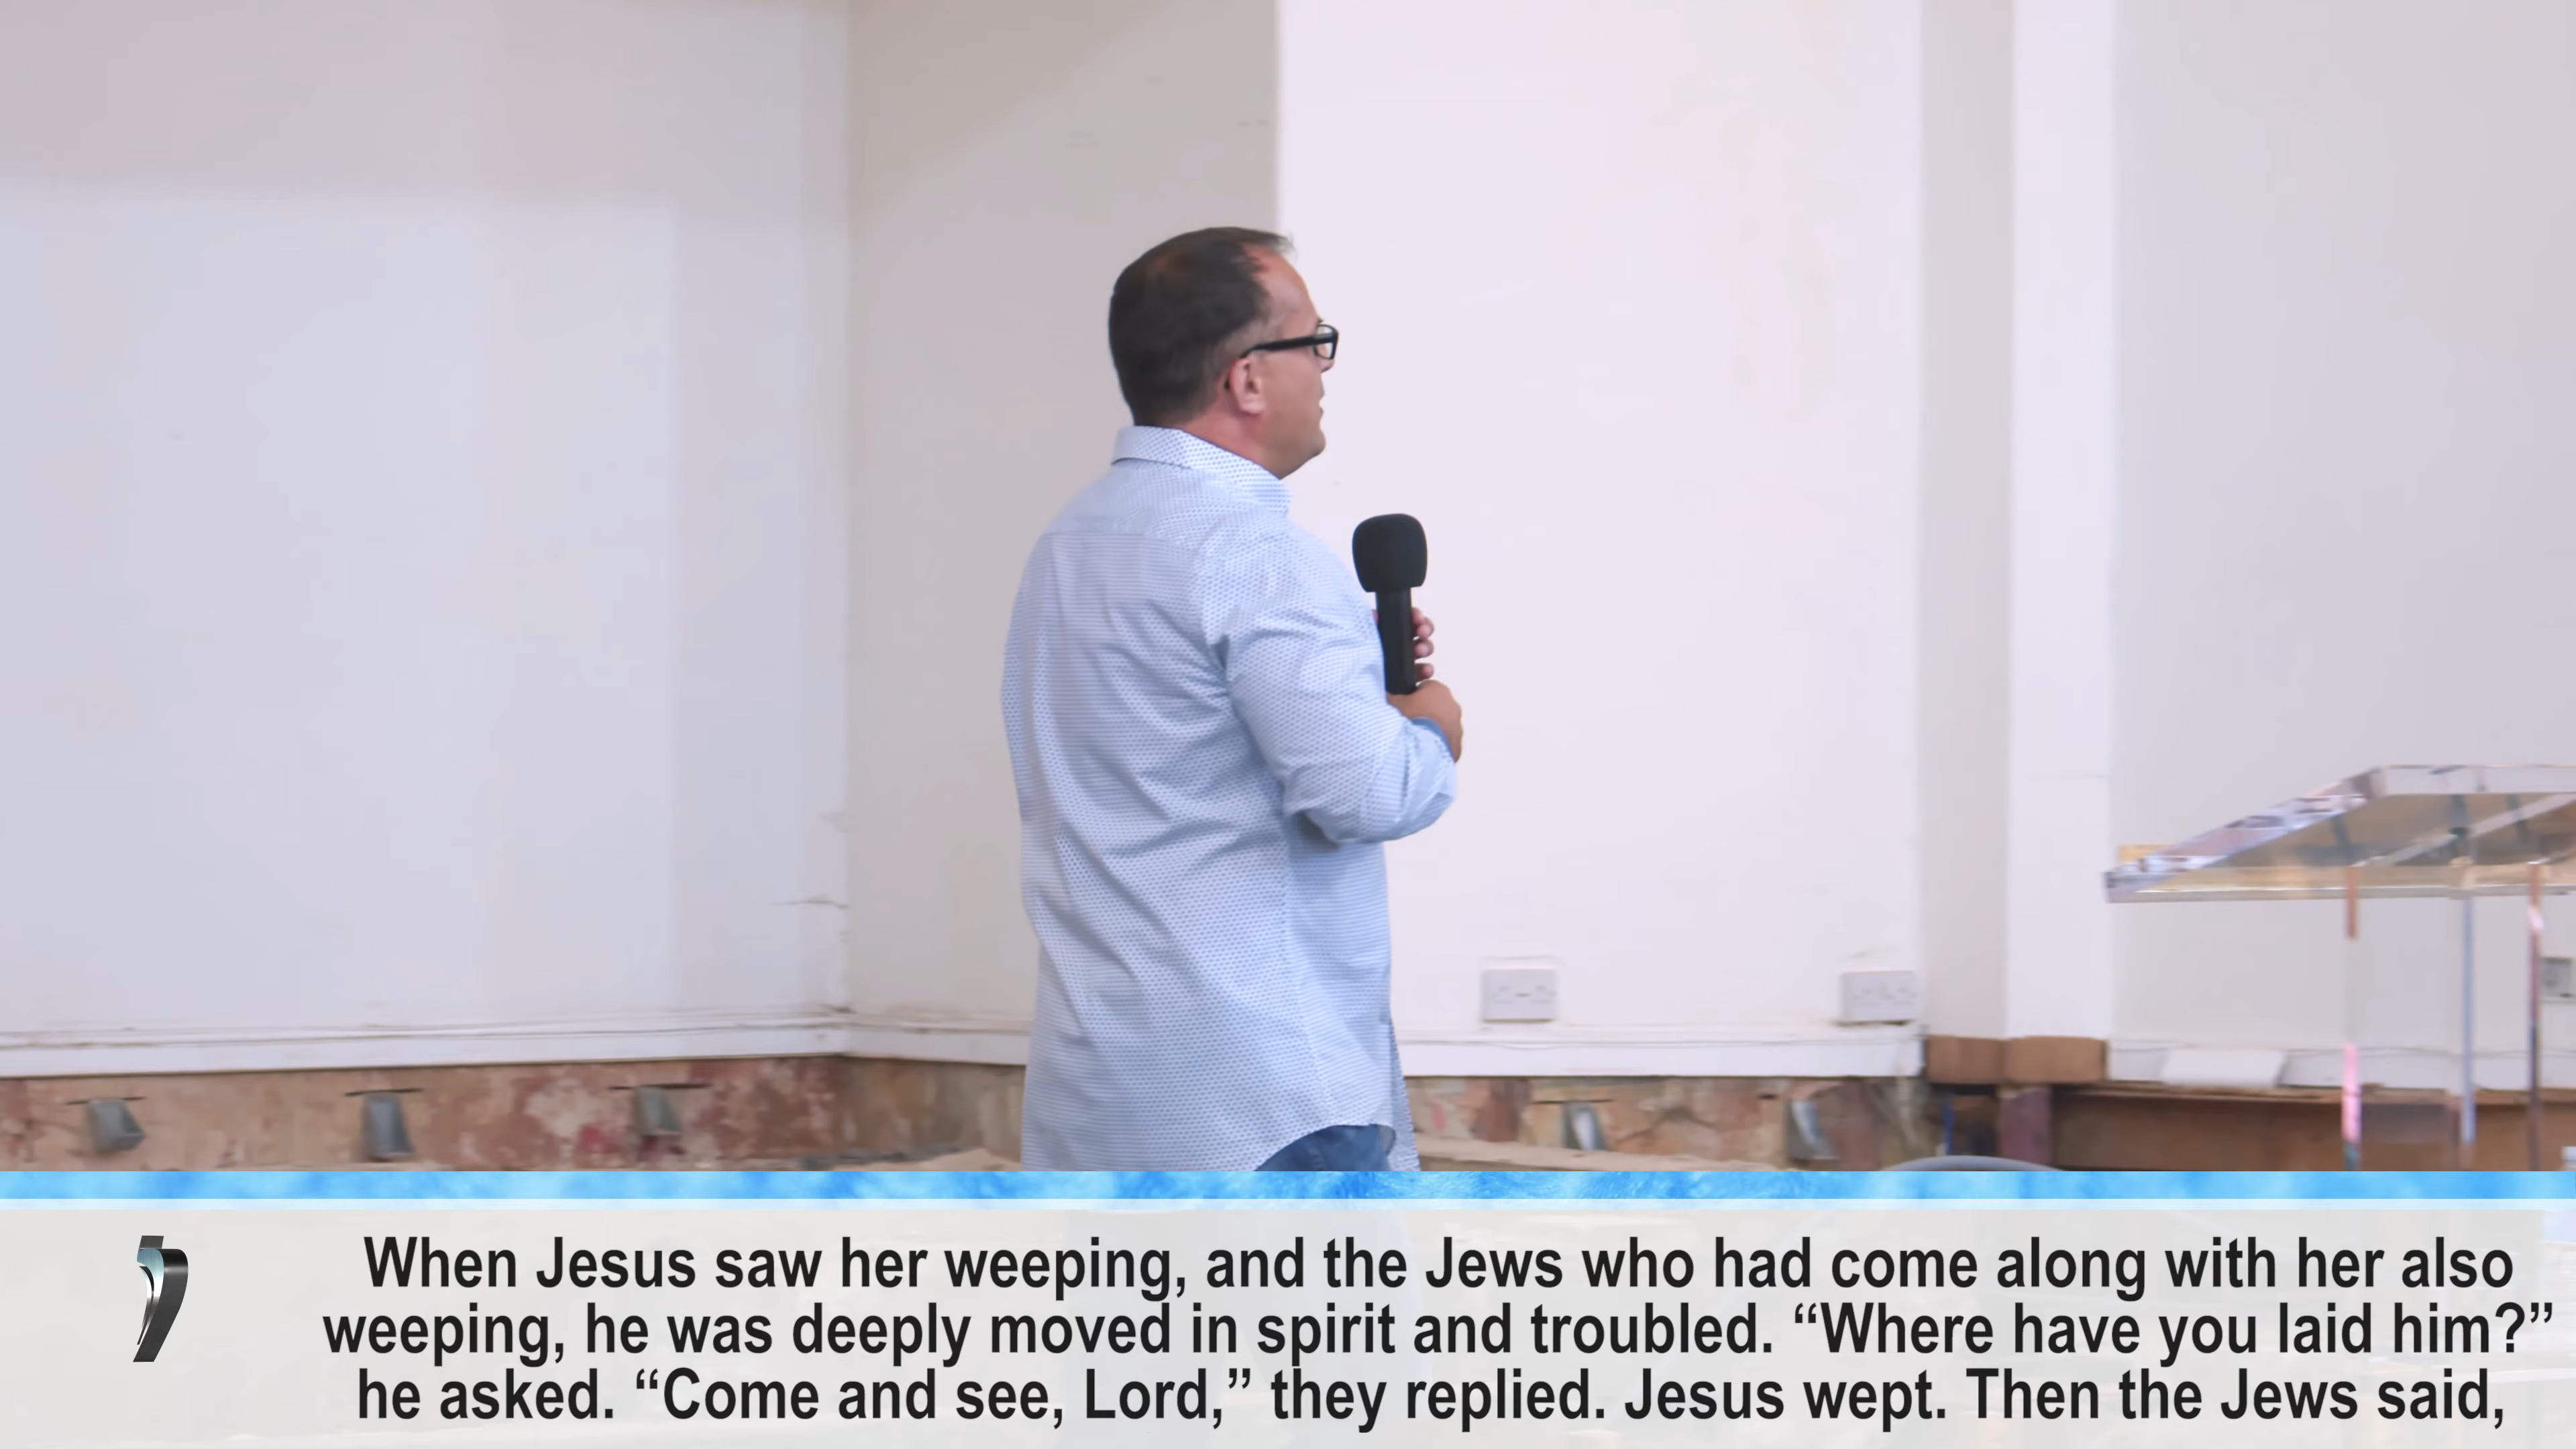 When Jesus saw her weeping, and the Jews who had come along with her also
weeping, he was deeply moved in spirit and troubled. “Where have you laid him?”
he asked. “Come and see, Lord,” they replied. Jesus wept. Then the Jews said,